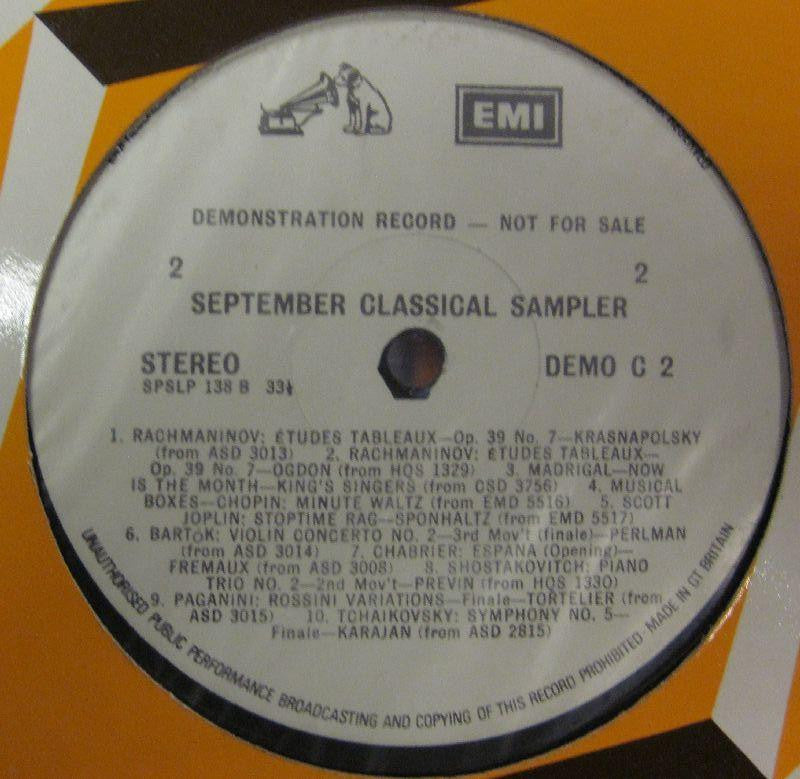 EMI
DEMONSTRATION RECORD — NOT FOR SALE
2 2
SEPTEMBER CLASSICAL SAMPLER
STEREO DEMO C 2
SPSLP 138 B 33⅓
1. RACHMANINOV: ÉTUDES TABLEAUX—Op. 39 No. 7—KRASNAPOLSKY
(from ASD 3013) 2. RACHMANINOV: ÉTUDES TABLEAUX—
Op. 39 No. 7—OGDON (from HQS 1329) 3. MADRIGAL—NOW
IS THE MONTH—KING'S SINGERS (from CSD 3756) 4. MUSICAL
BOXES—CHOPIN: MINUTE WALTZ (from EMD 5516) 5. SCOTT
JOPLIN: STOPTIME RAG—SPONHALTZ (from EMD 5517)
6. BARTóK: VIOLIN CONCERTO NO. 2—3rd Mov't (finale)—PERLMAN
(from ASD 3014) 7. CHABRIER: ESPAÑA (Opening)—
FREMAUX (from ASD 3008) 8. SHOSTAKOVITCH: PIANO
TRIO NO. 2—2nd Mov't—PREVIN (from HQS 1330)
9. PAGANINI: ROSSINI VARIATIONS—Finale—TORTELIER (from
ASD 3015) 10. TCHAIKOVSKY: SYMPHONY NO. 5—
Finale—KARAJAN (from ASD 2815)
UNAUTHORISED PUBLIC PERFORMANCE BROADCASTING AND COPYING OF THIS RECORD PROHIBITED·MADE IN GT BRITAIN